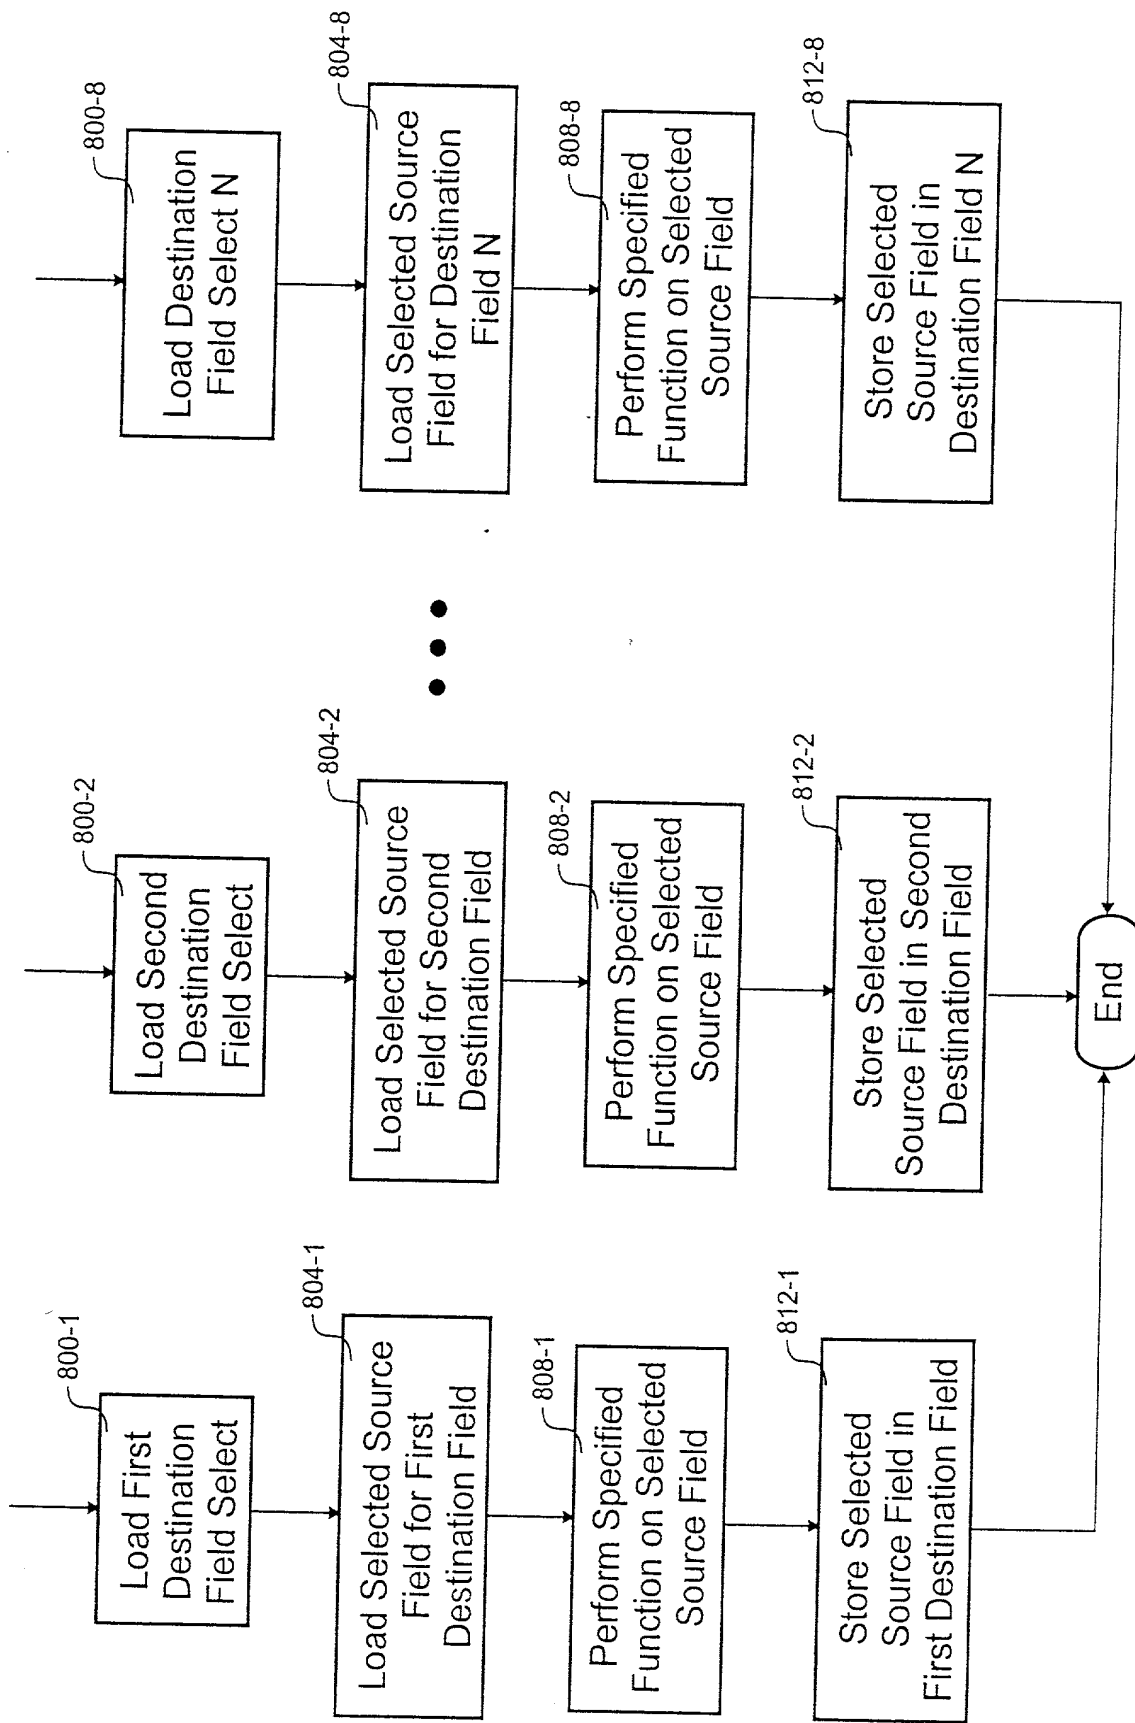 800-1
Load First
Destination
Field Select
804-1
Load Selected Source
Field for First
Destination Field
808-1
Perform Specified
Function on Selected
Source Field
812-1
Store Selected
Source Field in
First Destination Field
800-2
Load Second
Destination
Field Select
804-2
Load Selected Source
Field for Second
Destination Field
808-2
Perform Specified
Function on Selected
Source Field
812-2
Store Selected
Source Field in Second
Destination Field
800-8
Load Destination
Field Select N
804-8
Load Selected Source
Field for Destination
Field N
808-8
Perform Specified
Function on Selected
Source Field
812-8
Store Selected
Source Field in
Destination Field N
End